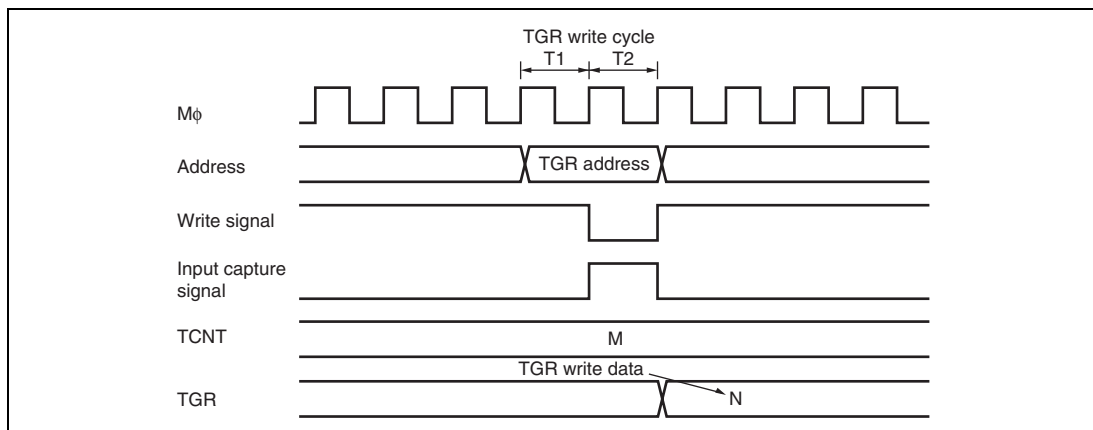 TGR write cycle
T1 T2
Mφ
Address
TGR address
Write signal
Input capture
signal
TCNT
M
TGR write data
TGR
N